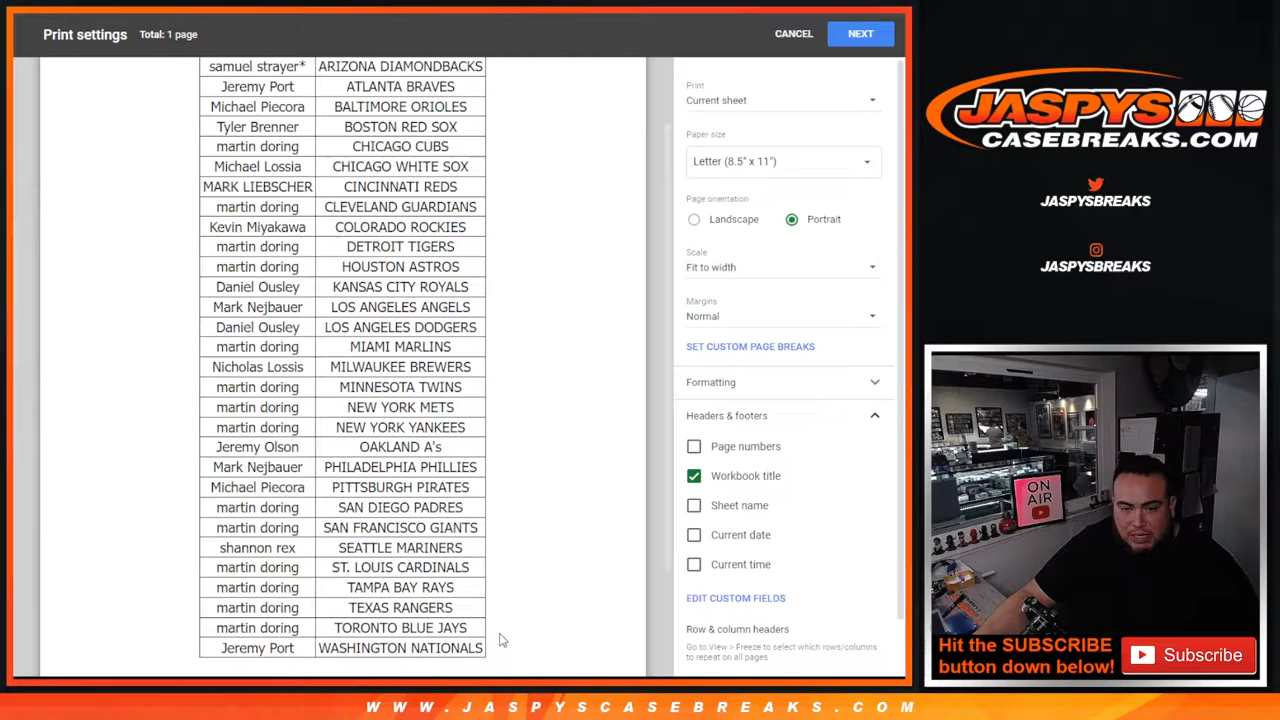 Print settings Total: 1 page CANCEL NEXT
samuel strayer* ARIZONA DIAMONDBACKS
Jeremy Port ATLANTA BRAVES
Michael Piecora BALTIMORE ORIOLES
Tyler Brenner BOSTON RED SOX
martin doring CHICAGO CUBS
Michael Lossia CHICAGO WHITE SOX
MARK LIEBSCHER CINCINNATI REDS
martin doring CLEVELAND GUARDIANS
Kevin Miyakawa COLORADO ROCKIES
martin doring DETROIT TIGERS
martin doring HOUSTON ASTROS
Daniel Ousley KANSAS CITY ROYALS
Mark Nejbauer LOS ANGELES ANGELS
Daniel Ousley LOS ANGELES DODGERS
martin doring MIAMI MARLINS
Nicholas Lossis MILWAUKEE BREWERS
martin doring MINNESOTA TWINS
martin doring NEW YORK METS
martin doring NEW YORK YANKEES
Jeremy Olson OAKLAND A's
Mark Nejbauer PHILADELPHIA PHILLIES
Michael Piecora PITTSBURGH PIRATES
martin doring SAN DIEGO PADRES
martin doring SAN FRANCISCO GIANTS
shannon rex SEATTLE MARINERS
martin doring ST. LOUIS CARDINALS
martin doring TAMPA BAY RAYS
martin doring TEXAS RANGERS
martin doring TORONTO BLUE JAYS
Jeremy Port WASHINGTON NATIONALS
Print
Current sheet
Paper size
Letter (8.5" x 11")
Page orientation
Landscape Portrait
Scale
Fit to width
Margins
Normal
SET CUSTOM PAGE BREAKS
Formatting
Headers & footers
Page numbers
Workbook title
Sheet name
Current date
Current time
EDIT CUSTOM FIELDS
Row & column headers
Go to View > Freeze to select which rows/columns
to repeat on all pages
JASPYS
CASEBREAKS.COM
JASPYSBREAKS
JASPYSBREAKS
ON
AIR
Hit the SUBSCRIBE
button down below!
Subscribe
WWW.JASPYSCASEBREAKS.COM